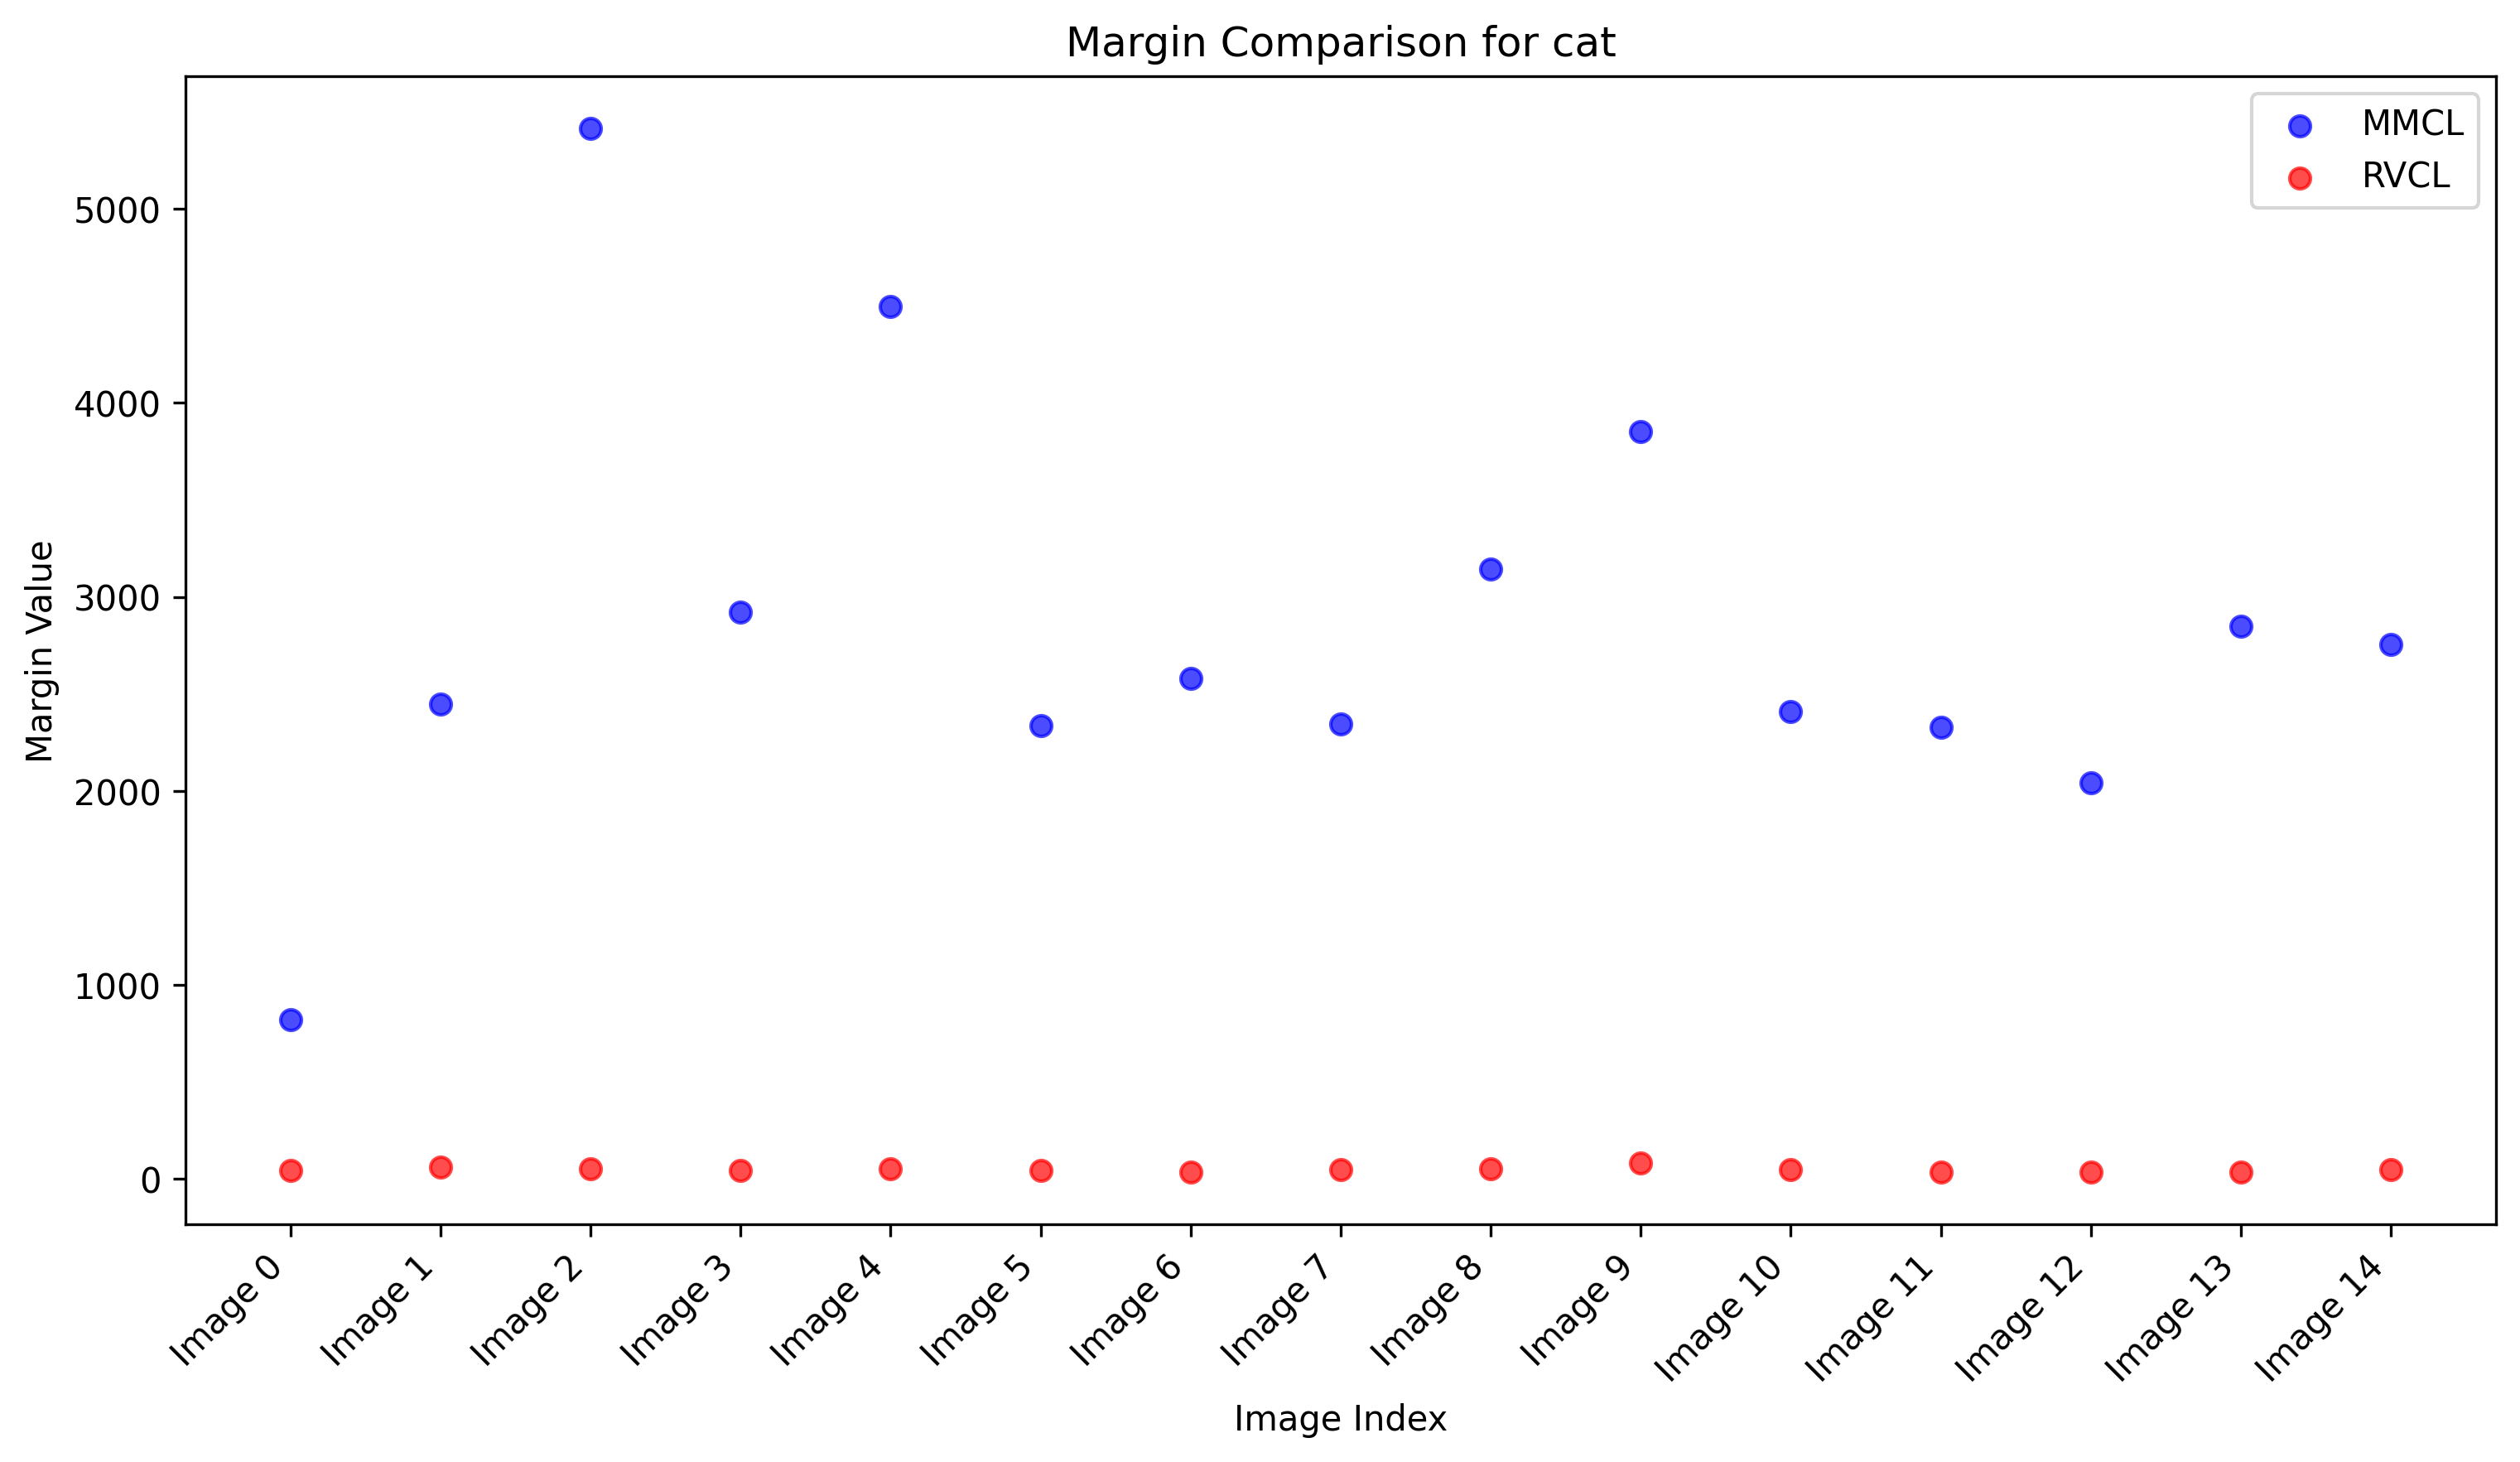 Margin Comparison for cat
MMCL
RVCL
Margin Value
5000
4000
3000
2000
1000
0
Image 0
Image 1
Image 2
Image 3
Image 4
Image 5
Image 6
Image 7
Image 8
Image 9
Image 10
Image 11
Image 12
Image 13
Image 14
Image Index